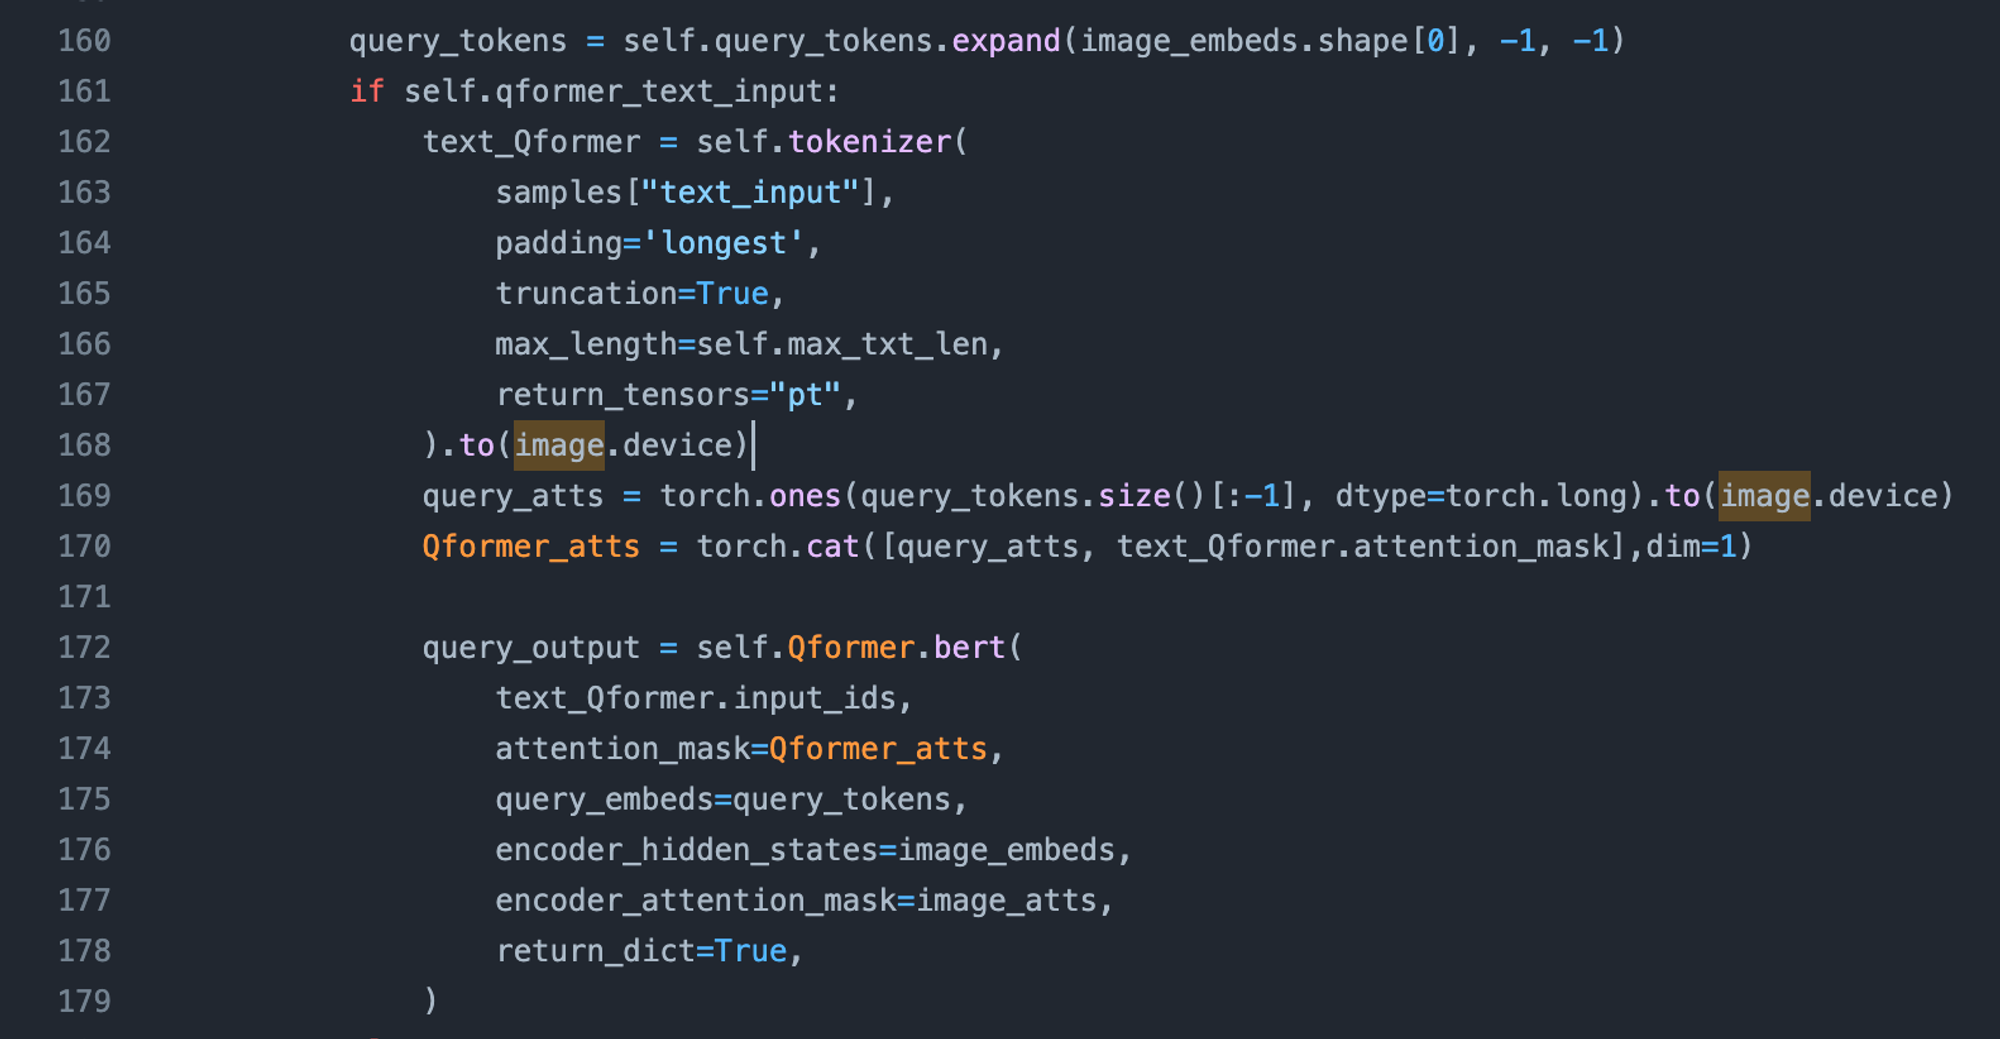 160 query_tokens = self.query_tokens.expand(image_embeds.shape[0], -1, -1)
161 if self.qformer_text_input:
162 text_Qformer = self.tokenizer(
163 samples["text_input"],
164 padding='longest',
165 truncation=True,
166 max_length=self.max_txt_len,
167 return_tensors="pt",
168 ).to(image.device)
169 query_atts = torch.ones(query_tokens.size()[:-1], dtype=torch.long).to(image.device)
170 Qformer_atts = torch.cat([query_atts, text_Qformer.attention_mask],dim=1)
171
172 query_output = self.Qformer.bert(
173 text_Qformer.input_ids,
174 attention_mask=Qformer_atts,
175 query_embeds=query_tokens,
176 encoder_hidden_states=image_embeds,
177 encoder_attention_mask=image_atts,
178 return_dict=True,
179 )